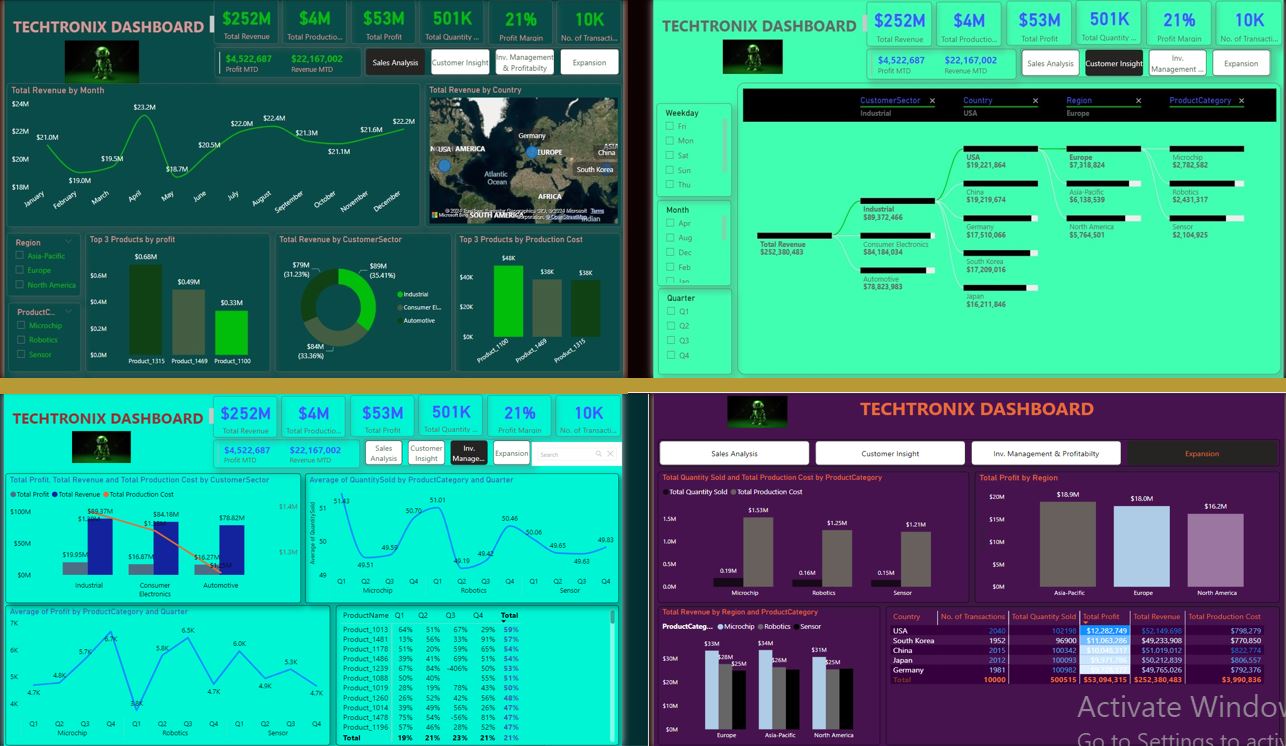 TECHTRONIX DASHBOARD
$252M $4M $53M 501K 21% 10K
Total Revenue Total Productio... Total Profit Total Quantity ... Profit Margin No. of Transacti...
$4,522,687 $22,167,002
Profit MTD Revenue MTD
Sales Analysis Customer Insight Inv. Management & Profitabilty Expansion
Total Revenue by Month
$24M
$22M
$20M
$18M
$21.0M $19.0M $19.5M $23.2M $18.7M $20.5M $22.0M $22.4M $21.3M $21.1M $21.6M $22.2M
January February March April May June July August September October November December
Total Revenue by Country
NORTH AMERICA
USA
Germany
EUROPE
China
South Korea
Atlantic
Ocean
AFRICA
SOUTH AMERICA
Region
Asia-Pacific
Europe
North America
ProductC...
Microchip
Robotics
Sensor
Top 3 Products by profit
$0.6M
$0.4M
$0.2M
$0.0M
$0.68M $0.49M $0.33M
Product_1315 Product_1469 Product_1100
Total Revenue by CustomerSector
$79M
(31.23%)
$89M
(35.41%)
$84M
(33.36%)
Industrial
Consumer El...
Automotive
Top 3 Products by Production Cost
$40K
$20K
$0K
$48K $38K $38K
Product_1100 Product_1469 Product_1315
TECHTRONIX DASHBOARD
$252M $4M $53M 501K 21% 10K
Total Revenue Total Productio... Total Profit Total Quantity ... Profit Margin No. of Transacti...
$4,522,687 $22,167,002
Profit MTD Revenue MTD
Sales Analysis Customer Insight Inv. Management ... Expansion
Weekday
Fri
Mon
Sat
Sun
Thu
Month
Apr
Aug
Dec
Feb
Jan
Quarter
Q1
Q2
Q3
Q4
CustomerSector Country Region ProductCategory
Industrial USA Europe
Total Revenue
$252,380,483
Industrial
$89,372,466
Consumer Electronics
$84,184,034
Automotive
$78,823,983
USA
$19,221,864
China
$19,219,674
Germany
$17,510,066
South Korea
$17,209,016
Japan
$16,211,846
Europe
$7,318,824
Asia-Pacific
$6,138,539
North America
$5,764,501
Microchip
$2,782,582
Robotics
$2,431,317
Sensor
$2,104,925
TECHTRONIX DASHBOARD
$252M $4M $53M 501K 21% 10K
Total Revenue Total Productio... Total Profit Total Quantity ... Profit Margin No. of Transacti...
$4,522,687 $22,167,002
Profit MTD Revenue MTD
Sales Analysis Customer Insight Inv. Manage... Expansion
Search
Total Profit, Total Revenue and Total Production Cost by CustomerSector
Total Profit Total Revenue Total Production Cost
$100M
$50M
$0M
$1.4M
$1.3M
$89.37M $84.18M $78.82M
$19.95M $16.87M $16.27M
Industrial Consumer Electronics Automotive
Average of QuantitySold by ProductCategory and Quarter
Average of QuantitySold
51
50
49
51.43 49.51 49.59 50.70 51.01 49.19 49.42 50.46 50.06 49.65 49.63 49.83
Q1 Q2 Q3 Q4 Q1 Q2 Q3 Q4 Q1 Q2 Q3 Q4
Microchip Robotics Sensor
Average of Profit by ProductCategory and Quarter
7K
6K
5K
4K
4.7K 4.8K 5.7K 6.7K 3.8K 5.8K 6.5K 4.7K 6.0K 4.9K 5.3K 4.7K
Q1 Q2 Q3 Q4 Q1 Q2 Q3 Q4 Q1 Q2 Q3 Q4
Microchip Robotics Sensor
ProductName Q1 Q2 Q3 Q4 Total
Product_1013 64% 51% 67% 29% 59%
Product_1481 13% 56% 33% 91% 57%
Product_1178 51% 20% 59% 65% 54%
Product_1486 39% 41% 69% 51% 54%
Product_1239 67% 84% -406% 50% 53%
Product_1088 50% 40% 55% 51%
Product_1019 28% 19% 78% 43% 50%
Product_1260 26% 52% 42% 56% 48%
Product_1014 39% 49% 56% 26% 47%
Product_1478 75% 54% -56% 81% 47%
Product_1196 57% 46% 28% 52% 47%
Total 19% 21% 23% 21% 21%
TECHTRONIX DASHBOARD
Sales Analysis Customer Insight Inv. Management & Profitabilty Expansion
Total Quantity Sold and Total Production Cost by ProductCategory
Total Quantity Sold Total Production Cost
1.5M
1.0M
0.5M
0.0M
0.19M $1.53M 0.16M $1.25M 0.15M $1.21M
Microchip Robotics Sensor
Total Profit by Region
$20M
$15M
$10M
$5M
$0M
$18.9M $18.0M $16.2M
Asia-Pacific Europe North America
Total Revenue by Region and ProductCategory
ProductCateg... Microchip Robotics Sensor
$30M
$20M
$10M
$0M
$33M $28M $25M $34M $26M $31M $25M
Europe Asia-Pacific North America
Country No. of Transactions Total Quantity Sold Total Profit Total Revenue Total Production Cost
USA 2040 102198 $12,282,749 $52,149,698 $798,279
South Korea 1952 96900 $11,063,286 $49,233,908 $770,850
China 2015 100342 $51,019,012 $822,774
Japan 2012 100093 $50,212,839 $806,557
Germany 1981 100982 $49,765,026 $792,376
Total 10000 500515 $53,094,315 $252,380,483 $3,990,836
Activate Window
Go to Settings to activ